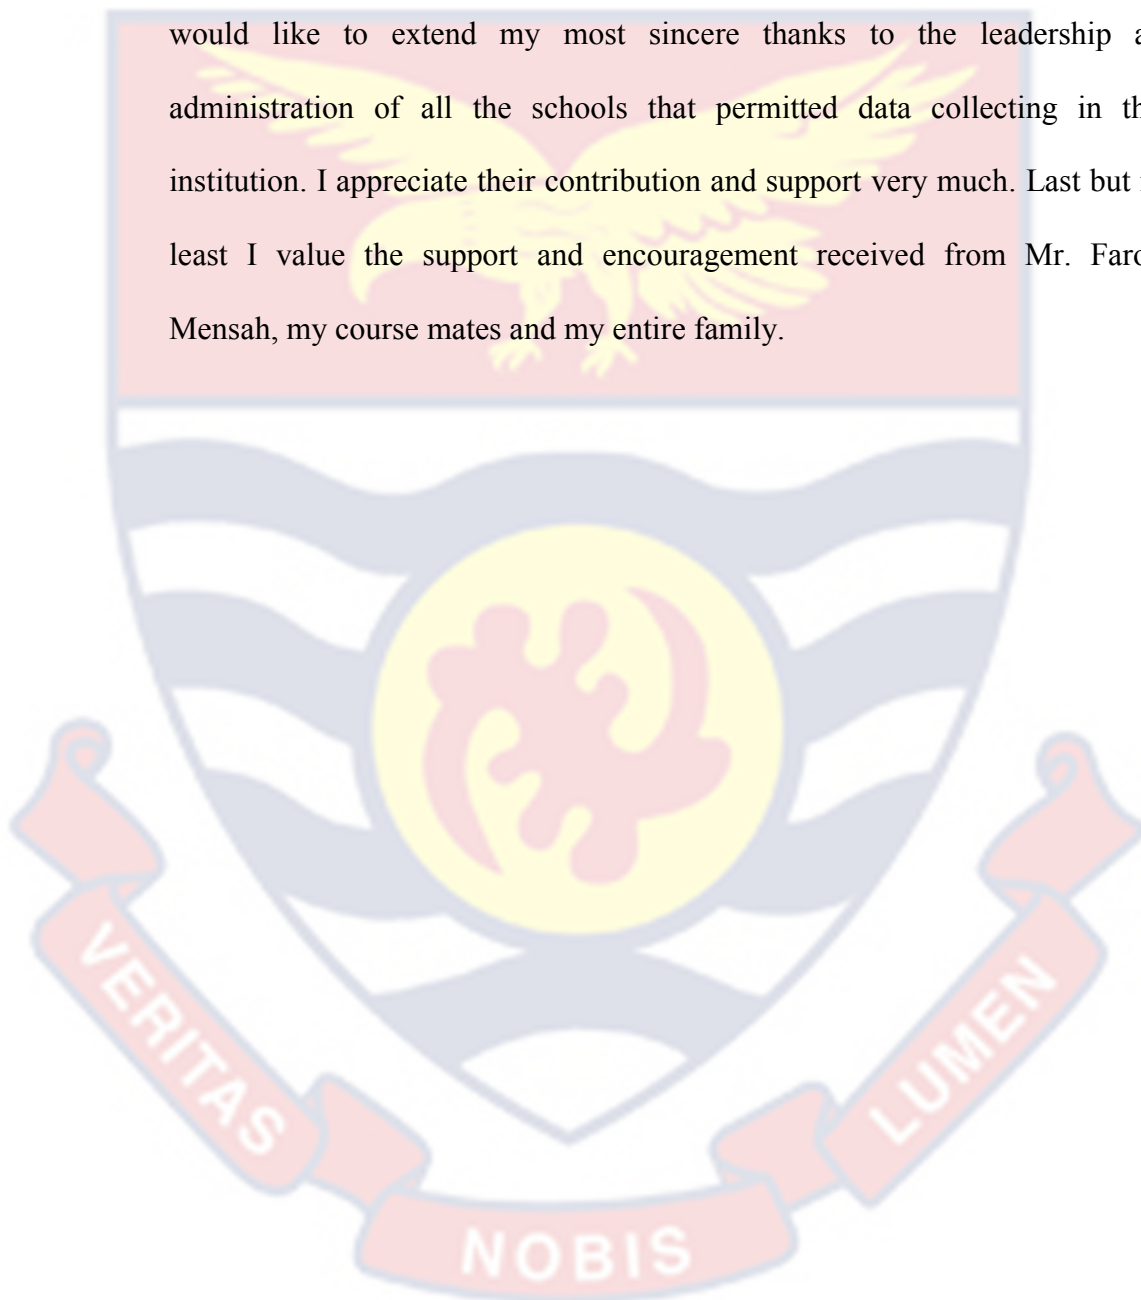 would like to extend my most sincere thanks to the leadership a
administration of all the schools that permitted data collecting in th
institution. I appreciate their contribution and support very much. Last but
least I value the support and encouragement received from Mr. Faro
Mensah, my course mates and my entire family.
VERITAS
NOBIS
LUMEN